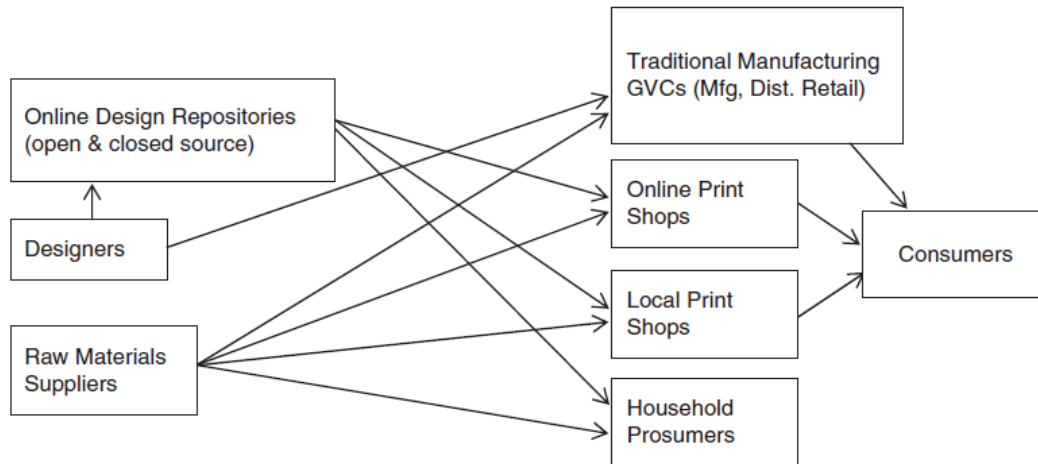 Online Design Repositories
(open & closed source)
Designers
Raw Materials
Suppliers
Traditional Manufacturing
GVCs (Mfg, Dist. Retail)
Online Print
Shops
Local Print
Shops
Household
Prosumers
Consumers